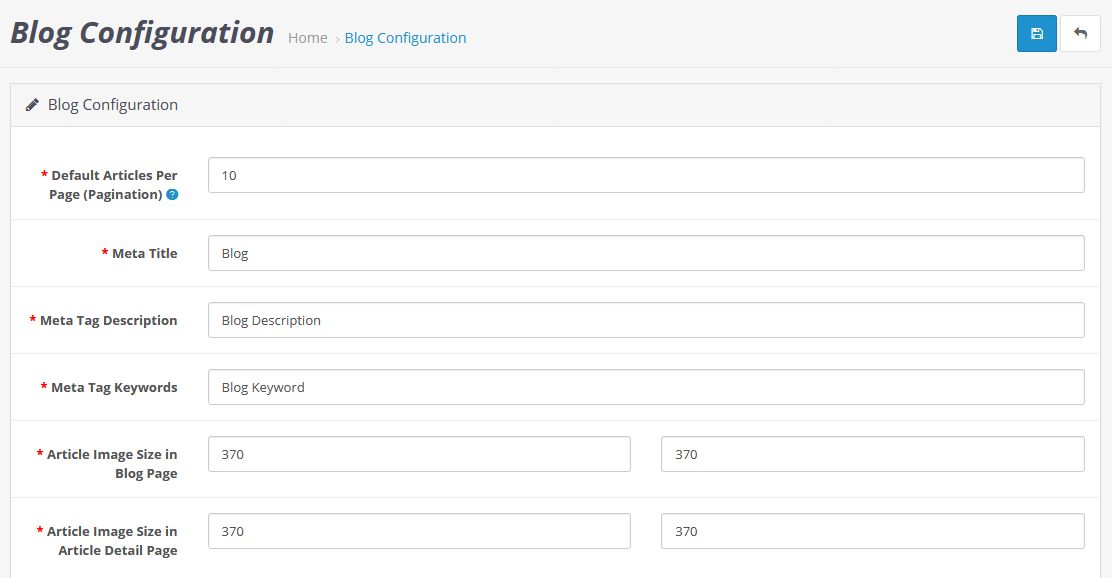 Blog Configuration Home › Blog Configuration
Blog Configuration
* Default Articles Per
Page (Pagination) ?
10
* Meta Title
Blog
* Meta Tag Description
Blog Description
* Meta Tag Keywords
Blog Keyword
* Article Image Size in
Blog Page
370 370
* Article Image Size in
Article Detail Page
370 370